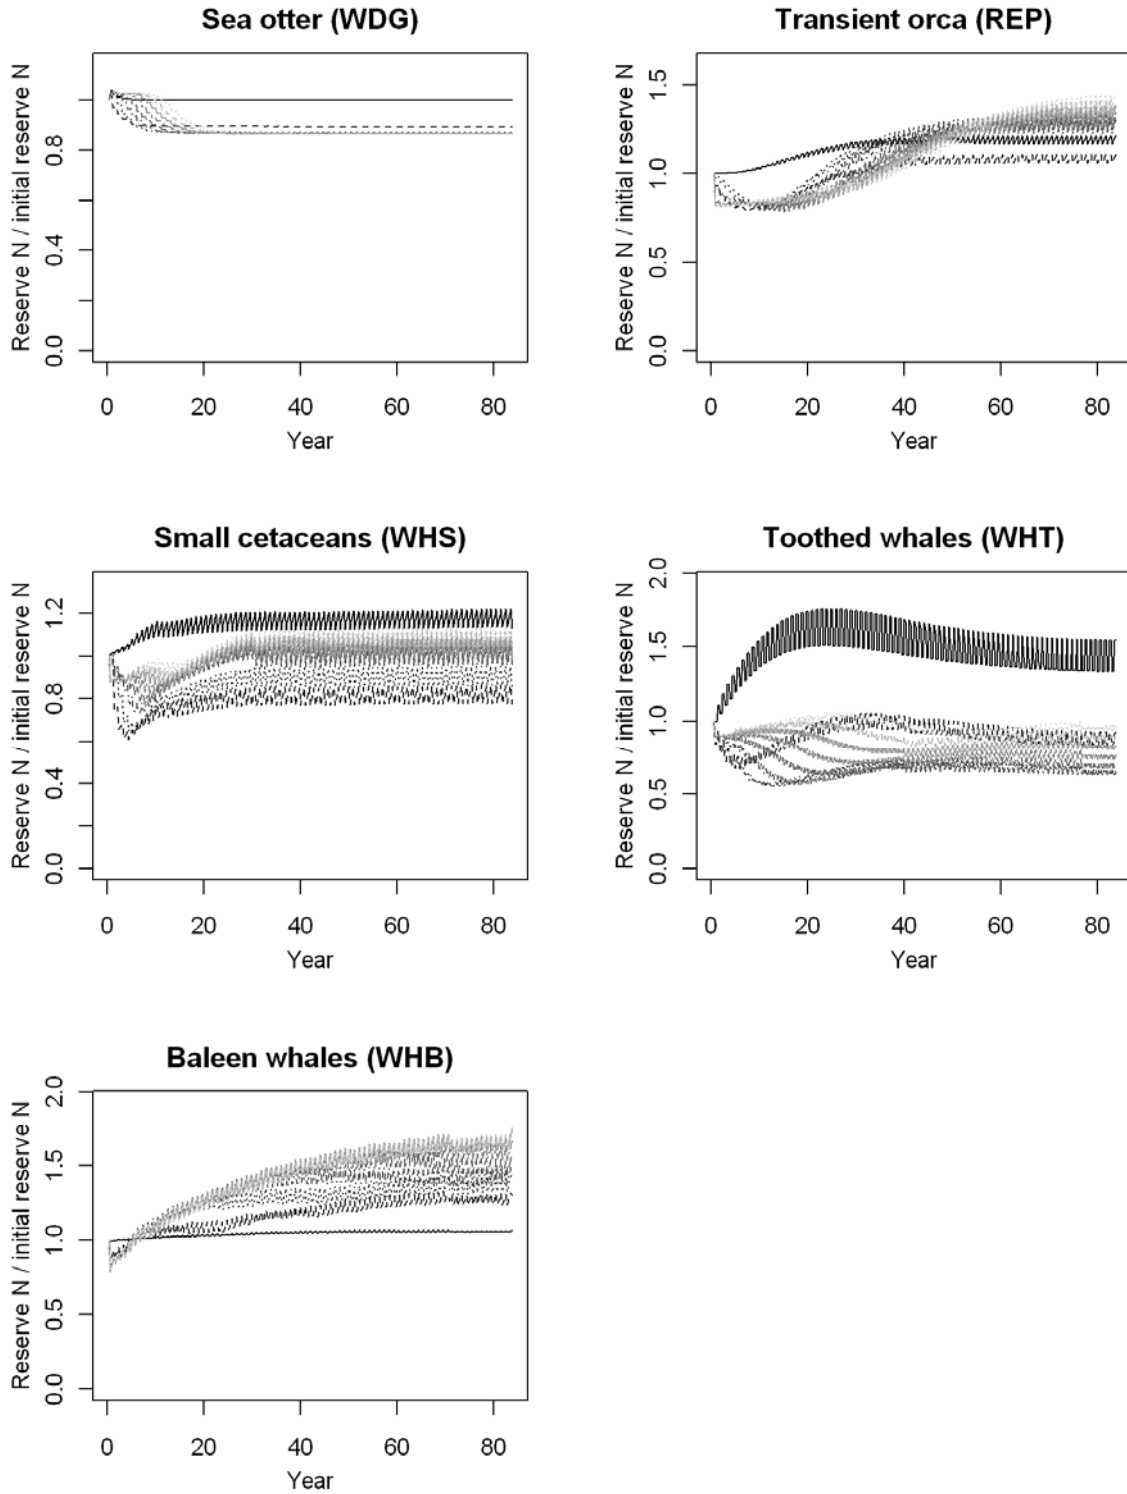 Sea otter (WDG)
Reserve N / initial reserve N
0.0 0.4 0.8
0 20 40 60 80
Year
Transient orca (REP)
Reserve N / initial reserve N
0.0 0.5 1.0 1.5
0 20 40 60 80
Year
Small cetaceans (WHS)
Reserve N / initial reserve N
0.0 0.4 0.8 1.2
0 20 40 60 80
Year
Toothed whales (WHT)
Reserve N / initial reserve N
0.0 0.5 1.0 1.5 2.0
0 20 40 60 80
Year
Baleen whales (WHB)
Reserve N / initial reserve N
0.0 0.5 1.0 1.5 2.0
0 20 40 60 80
Year